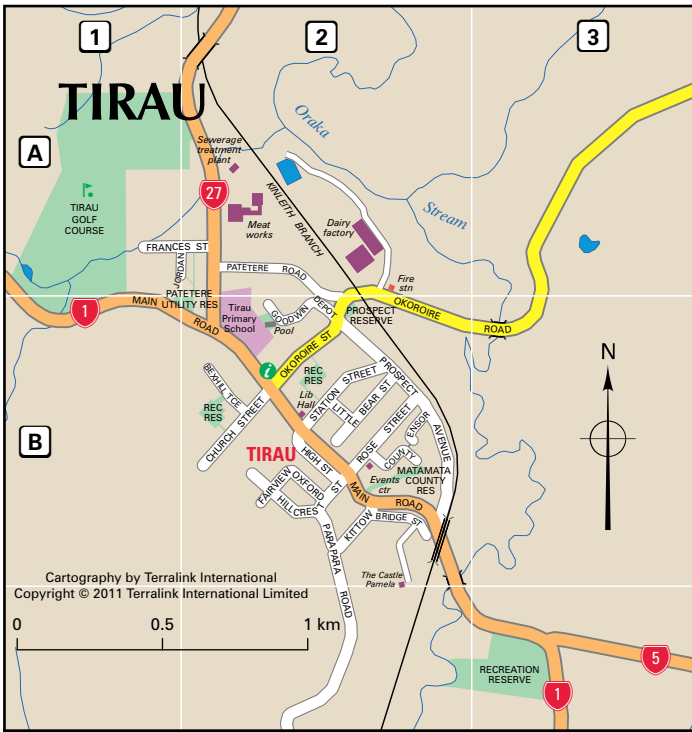 1
2
3
TIRAU
A
Oraka
Sewerage
treatment
plant
27
KINLEITH BRANCH
TIRAU
GOLF
COURSE
Meat
works
Dairy
factory
Stream
FRANCES ST
JORDAN
PATETERE ROAD
Fire
stn
PATETERE
UTILITY RES
1
MAIN
ROAD
Tirau
Primary
School
GOODWIN
DEPOT
Pool
PROSPECT
RESERVE
OKOROIRE
ROAD
OKOROIRE ST
i
N
BEXHILL TCE
REC
RES
STATION STREET
PROSPECT
AVENUE
Lib
Hall
LITTLE
BEAR ST
REC
RES
CHURCH STREET
ROSE STREET
ENSOR
B
TIRAU
HIGH ST
COUNTY
MATAMATA
COUNTY
RES
Events
ctr
FAIRVIEW
OXFORD
ST
HILLCREST
MAIN
ROAD
KITTOW
BRIDGE ST
PARAPARA
ROAD
The Castle
Pamela
Cartography by Terralink International
Copyright © 2011 Terralink International Limited
0
0.5
1 km
5
RECREATION
RESERVE
1